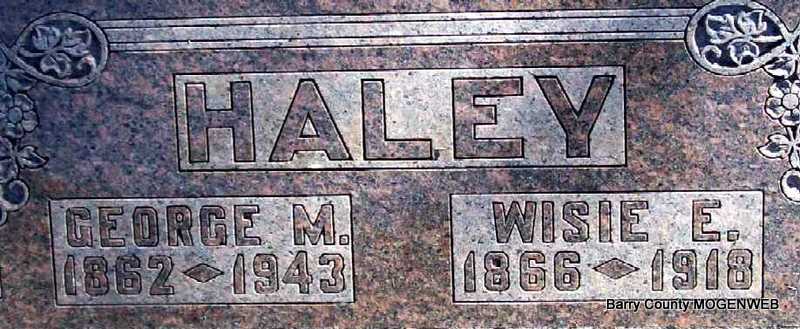 HALEY
GEORGE M.
1862 1943
WISIE E.
1866 1918
Barry County MOGENWEB